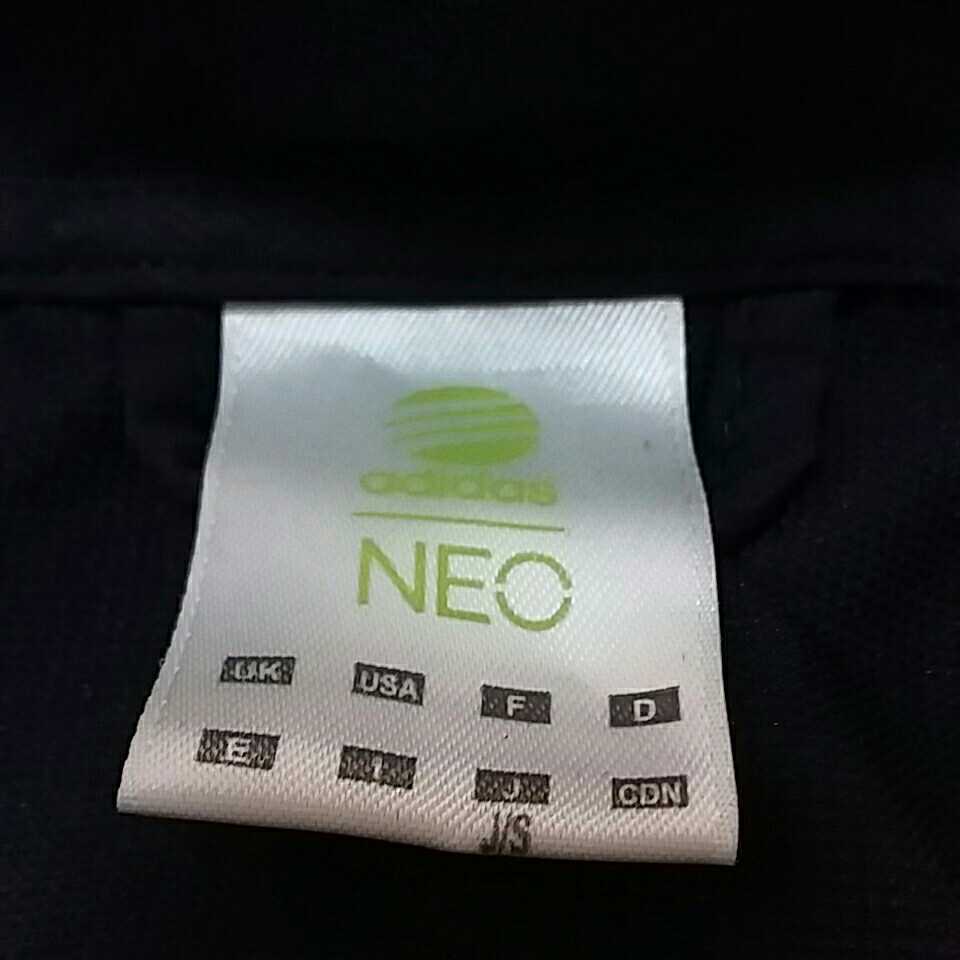 adidas
NEO
UK USA F D
E I J CDN
J/S